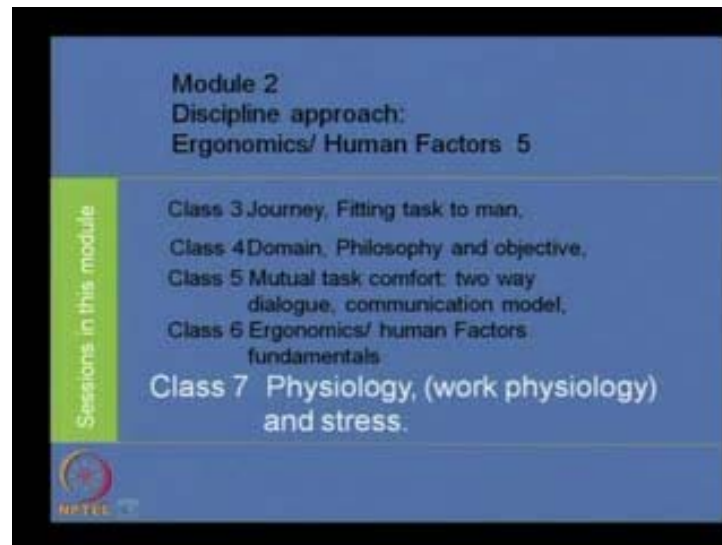 Module 2
Discipline approach:
Ergonomics/ Human Factors 5
Sessions in this module
Class 3 Journey, Fitting task to man,
Class 4 Domain, Philosophy and objective,
Class 5 Mutual task comfort: two way
dialogue, communication model,
Class 6 Ergonomics/ human Factors
fundamentals
Class 7 Physiology, (work physiology)
and stress.
NPTEL